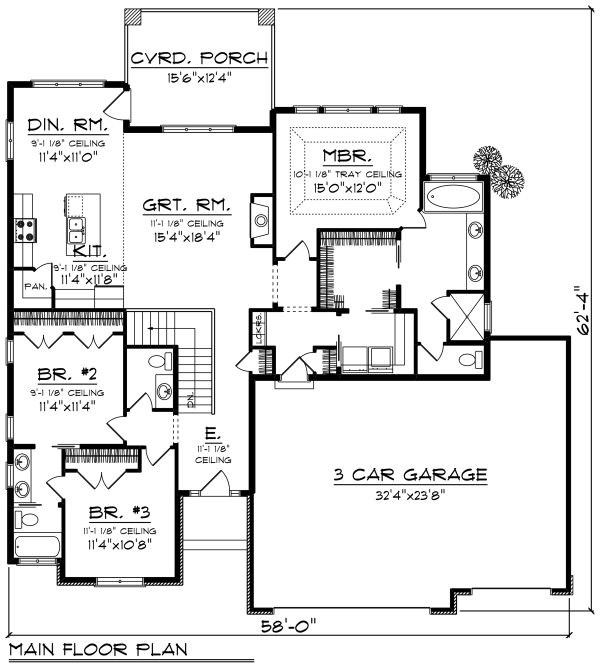 CVRD. PORCH
15'6"x12'4"
DIN. RM.
9'-1 1/8" CEILING
11'4"x11'0"
MBR.
10'-1 1/8" TRAY CEILING
15'0"x12'0"
GRT. RM.
11'-1 1/8" CEILING
15'4"x18'4"
KIT.
9'-1 1/8" CEILING
11'4"x11'8"
PAN.
62'-4"
LCKRS.
BR. #2
9'-1 1/8" CEILING
11'4"x11'4"
DN.
E.
11'-1 1/8"
CEILING
3 CAR GARAGE
32'4"x23'8"
BR. #3
11'-1 1/8" CEILING
11'4"x10'8"
58'-0"
MAIN FLOOR PLAN